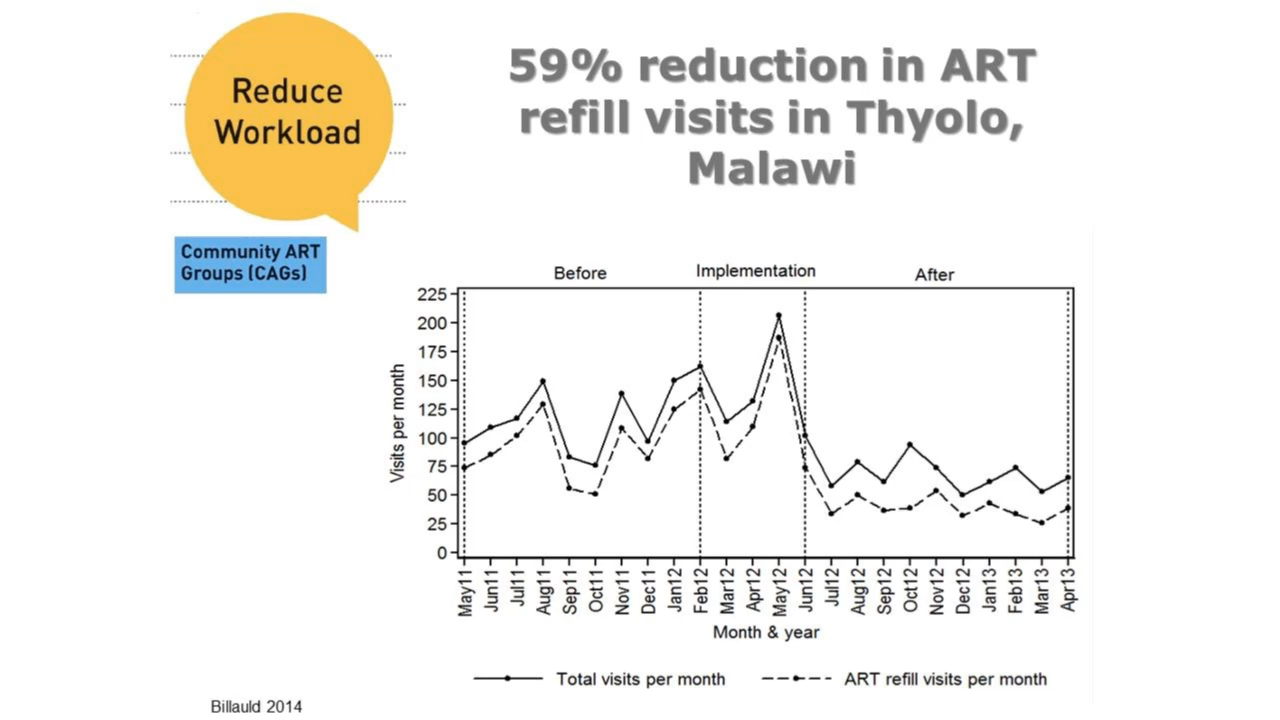 Reduce
Workload
59% reduction in ART
refill visits in Thyolo,
Malawi
Community ART
Groups (CAGs)
Before
Implementation
After
Visits per month
225
200
175
150
125
100
75
50
25
0
May11
Jun11
Jul11
Aug11
Sep11
Oct11
Nov11
Dec11
Jan12
Feb12
Mar12
Apr12
May12
Jun12
Jul12
Aug12
Sep12
Oct12
Nov12
Dec12
Jan13
Feb13
Mar13
Apr13
Month & year
Total visits per month
ART refill visits per month
Billauld 2014